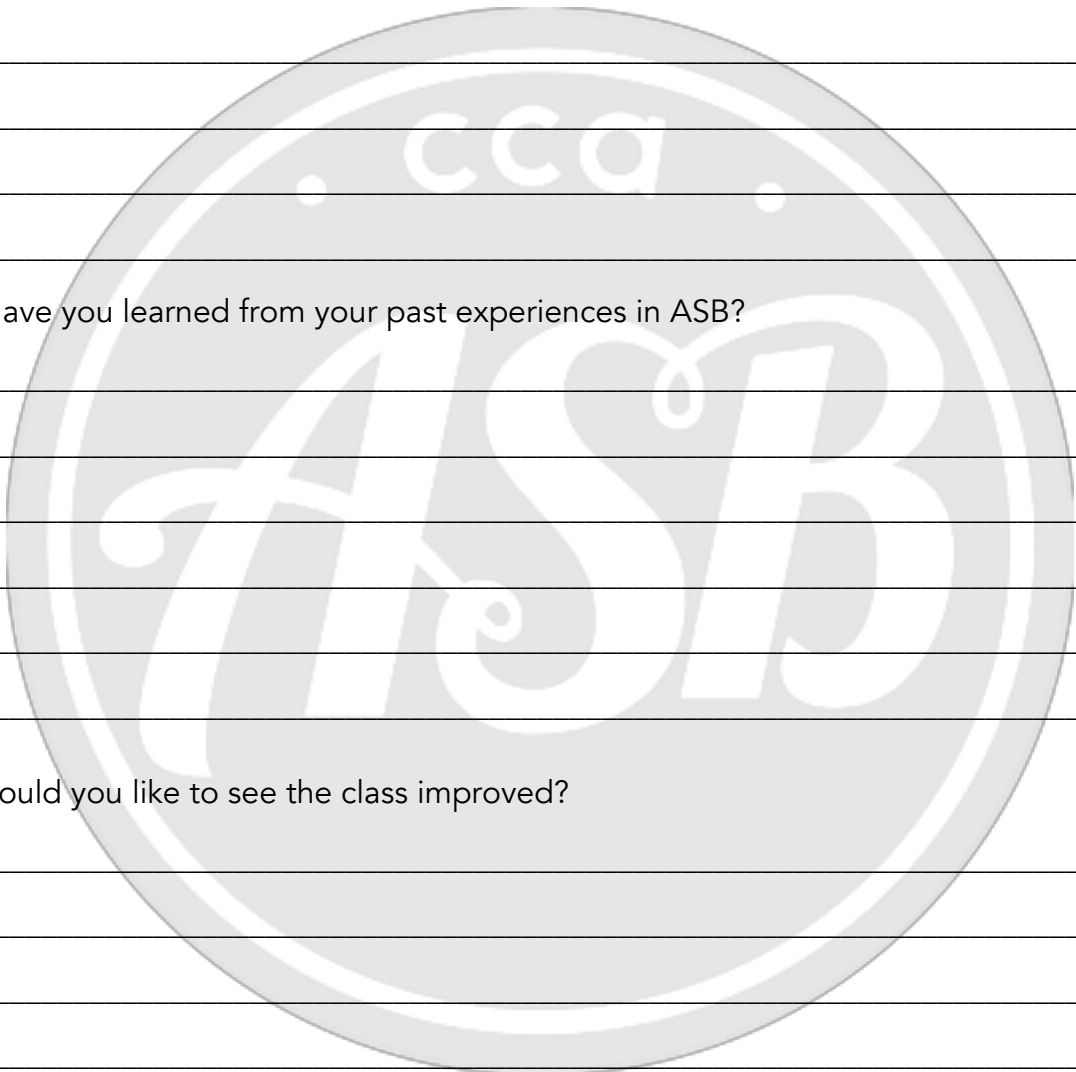 cca
ave you learned from your past experiences in ASB?
ASB
ould you like to see the class improved?